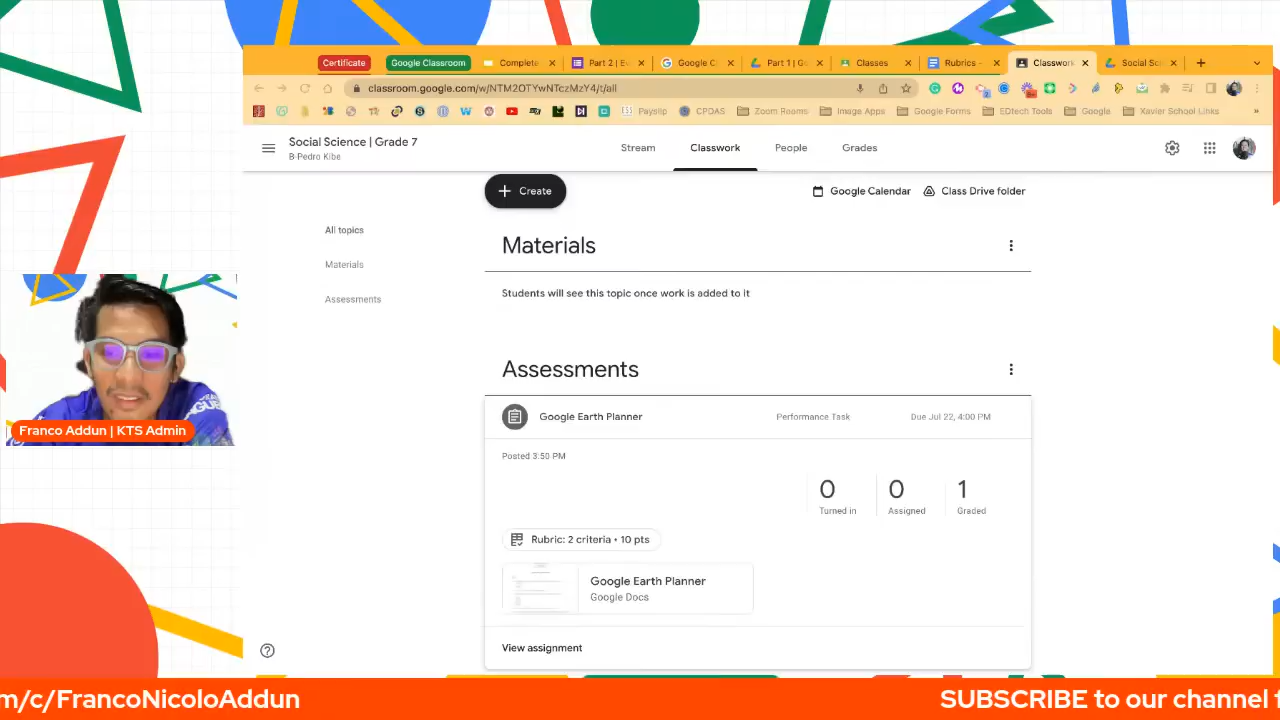 Certificate
Google Classroom
Complete
Part 2 | E
Google C
Part 1 | G
Classes
Rubrics -
Classwork
Social Sc
classroom.google.com/w/NTM2OTYwNTczMzY4/t/all
Payslip
CPDAS
Zoom Rooms
Image Apps
Google Forms
EDtech Tools
Google
Xavier School Links
Social Science | Grade 7
B-Pedro Kibe
Stream
Classwork
People
Grades
Create
Google Calendar
Class Drive folder
All topics
Materials
Assessments
Materials
Students will see this topic once work is added to it
Assessments
Google Earth Planner
Performance Task
Due Jul 22, 4:00 PM
Posted 3:50 PM
0
Turned in
0
Assigned
1
Graded
Rubric: 2 criteria • 10 pts
Google Earth Planner
Google Docs
View assignment
Franco Addun | KTS Admin
m/c/FrancoNicoloAddun
SUBSCRIBE to our channel f